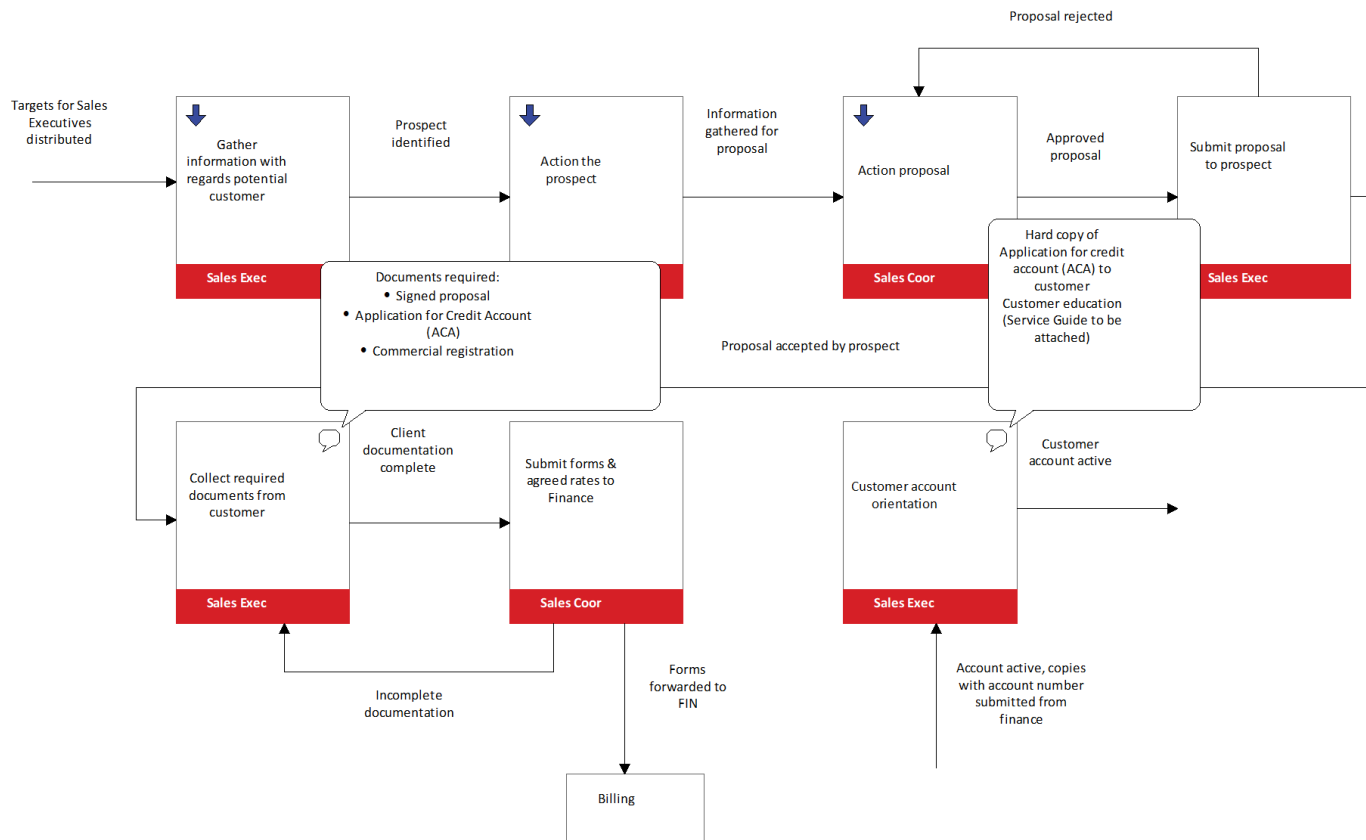 Proposal rejected
Targets for Sales
Executives
distributed
Gather
information with
regards potential
customer
Sales Exec
Prospect
identified
Action the
prospect
Information
gathered for
proposal
Action proposal
Sales Coor
Approved
proposal
Submit proposal
to prospect
Sales Exec
Documents required:
• Signed proposal
• Application for Credit Account
(ACA)
• Commercial registration
Hard copy of
Application for credit
account (ACA) to
customer
Customer education
(Service Guide to be
attached)
Proposal accepted by prospect
Collect required
documents from
customer
Sales Exec
Client
documentation
complete
Submit forms &
agreed rates to
Finance
Sales Coor
Customer account
orientation
Sales Exec
Customer
account active
Incomplete
documentation
Forms
forwarded to
FIN
Account active, copies
with account number
submitted from
finance
Billing